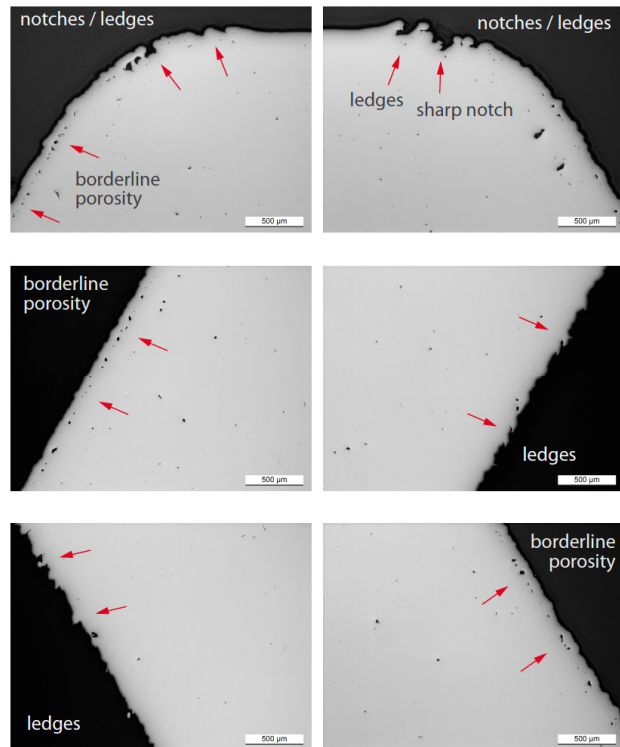 notches / ledges
borderline
porosity
500 µm
notches / ledges
ledges
sharp notch
500 µm
borderline
porosity
500 µm
ledges
500 µm
ledges
500 µm
borderline
porosity
500 µm